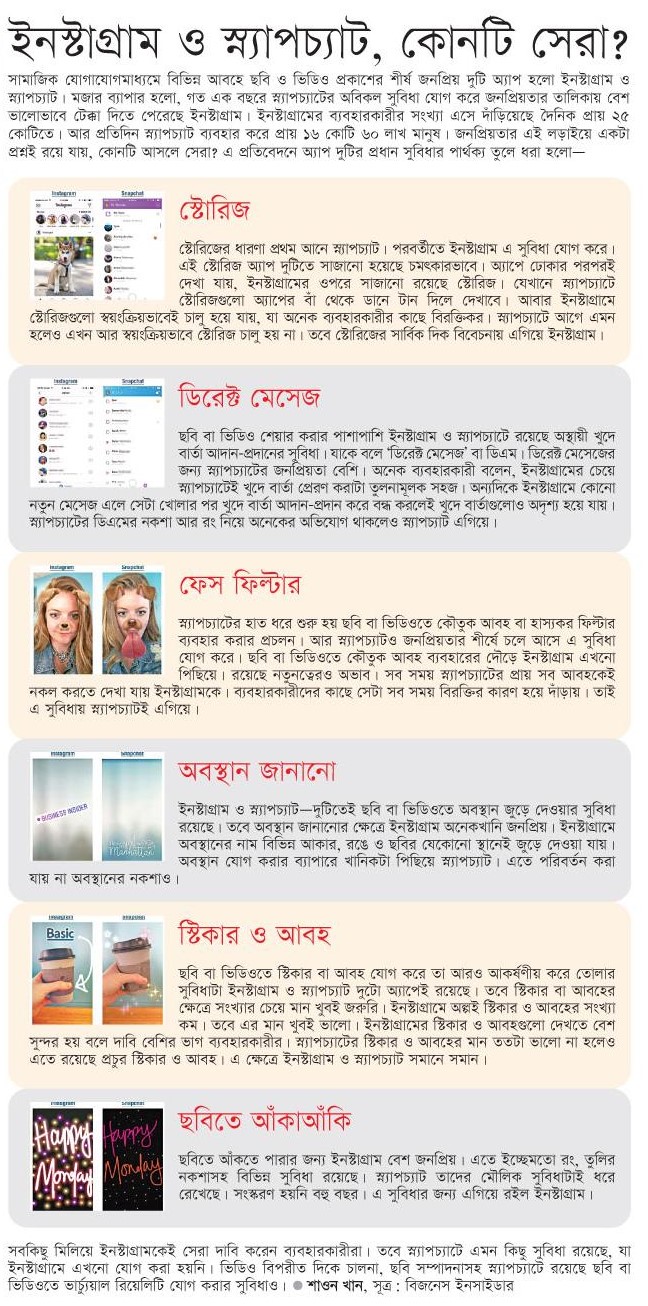 ইনস্টাগ্রাম ও স্ন্যাপচ্যাট, কোনটি সেরা?
সামাজিক যোগাযোগমাধ্যমে বিভিন্ন আবহে ছবি ও ভিডিও প্রকাশের শীর্ষ জনপ্রিয় দুটি অ্যাপ হলো ইনস্টাগ্রাম ও
স্ন্যাপচ্যাট। মজার ব্যাপার হলো, গত এক বছরে স্ন্যাপচ্যাটের অবিকল সুবিধা যোগ করে জনপ্রিয়তার তালিকায় বেশ
ভালোভাবে টেক্কা দিতে পেরেছে ইনস্টাগ্রাম। ইনস্টাগ্রামের ব্যবহারকারীর সংখ্যা এসে দাঁড়িয়েছে দৈনিক প্রায় ২৫
কোটিতে। আর প্রতিদিন স্ন্যাপচ্যাট ব্যবহার করে প্রায় ১৬ কোটি ৬০ লাখ মানুষ। জনপ্রিয়তার এই লড়াইয়ে একটা
প্রশ্নই রয়ে যায়, কোনটি আসলে সেরা? এ প্রতিবেদনে অ্যাপ দুটির প্রধান সুবিধার পার্থক্য তুলে ধরা হলো—
Instagram Snapchat
স্টোরিজ
স্টোরিজের ধারণা প্রথম আনে স্ন্যাপচ্যাট। পরবর্তীতে ইনস্টাগ্রাম এ সুবিধা যোগ করে।
এই স্টোরিজ অ্যাপ দুটিতে সাজানো হয়েছে চমৎকারভাবে। অ্যাপে ঢোকার পরপরই
দেখা যায়, ইনস্টাগ্রামের ওপরে সাজানো রয়েছে স্টোরিজ। যেখানে স্ন্যাপচ্যাটে
স্টোরিজগুলো অ্যাপের বাঁ থেকে ডানে টান দিলে দেখাবে। আবার ইনস্টাগ্রামে
স্টোরিজগুলো স্বয়ংক্রিয়ভাবেই চালু হয়ে যায়, যা অনেক ব্যবহারকারীর কাছে বিরক্তিকর। স্ন্যাপচ্যাটে আগে এমন
হলেও এখন আর স্বয়ংক্রিয়ভাবে স্টোরিজ চালু হয় না। তবে স্টোরিজের সার্বিক দিক বিবেচনায় এগিয়ে ইনস্টাগ্রাম।
Instagram Snapchat
ডিরেক্ট মেসেজ
ছবি বা ভিডিও শেয়ার করার পাশাপাশি ইনস্টাগ্রাম ও স্ন্যাপচ্যাটে রয়েছে অস্থায়ী খুদে
বার্তা আদান-প্রদানের সুবিধা। যাকে বলে ‘ডিরেক্ট মেসেজ’ বা ডিএম। ডিরেক্ট মেসেজের
জন্য স্ন্যাপচ্যাটের জনপ্রিয়তা বেশি। অনেক ব্যবহারকারী বলেন, ইনস্টাগ্রামের চেয়ে
স্ন্যাপচ্যাটেই খুদে বার্তা প্রেরণ করাটা তুলনামূলক সহজ। অন্যদিকে ইনস্টাগ্রামে কোনো
নতুন মেসেজ এলে সেটা খোলার পর খুদে বার্তা আদান-প্রদান করে বন্ধ করলেই খুদে বার্তাগুলোও অদৃশ্য হয়ে যায়।
স্ন্যাপচ্যাটের ডিএমের নকশা আর রং নিয়ে অনেকের অভিযোগ থাকলেও স্ন্যাপচ্যাট এগিয়ে।
Instagram Snapchat
ফেস ফিল্টার
স্ন্যাপচ্যাটের হাত ধরে শুরু হয় ছবি বা ভিডিওতে কৌতুক আবহ বা হাস্যকর ফিল্টার
ব্যবহার করার প্রচলন। আর স্ন্যাপচ্যাটও জনপ্রিয়তার শীর্ষে চলে আসে এ সুবিধা
যোগ করে। ছবি বা ভিডিওতে কৌতুক আবহ ব্যবহারের দৌড়ে ইনস্টাগ্রাম এখনো
পিছিয়ে। রয়েছে নতুনত্বেরও অভাব। সব সময় স্ন্যাপচ্যাটের প্রায় সব আবহকেই
নকল করতে দেখা যায় ইনস্টাগ্রামকে। ব্যবহারকারীদের কাছে সেটা সব সময় বিরক্তির কারণ হয়ে দাঁড়ায়। তাই
এ সুবিধায় স্ন্যাপচ্যাটই এগিয়ে।
Instagram Snapchat
BUSINESS INSIDER
Manhattan
অবস্থান জানানো
ইনস্টাগ্রাম ও স্ন্যাপচ্যাট—দুটিতেই ছবি বা ভিডিওতে অবস্থান জুড়ে দেওয়ার সুবিধা
রয়েছে। তবে অবস্থান জানানোর ক্ষেত্রে ইনস্টাগ্রাম অনেকখানি জনপ্রিয়। ইনস্টাগ্রামে
অবস্থানের নাম বিভিন্ন আকার, রঙে ও ছবির যেকোনো স্থানেই জুড়ে দেওয়া যায়।
অবস্থান যোগ করার ব্যাপারে খানিকটা পিছিয়ে স্ন্যাপচ্যাট। এতে পরিবর্তন করা
যায় না অবস্থানের নকশাও।
Instagram Snapchat
Basic
স্টিকার ও আবহ
ছবি বা ভিডিওতে স্টিকার বা আবহ যোগ করে তা আরও আকর্ষণীয় করে তোলার
সুবিধাটা ইনস্টাগ্রাম ও স্ন্যাপচ্যাট দুটো অ্যাপেই রয়েছে। তবে স্টিকার বা আবহের
ক্ষেত্রে সংখ্যার চেয়ে মান খুবই জরুরি। ইনস্টাগ্রামে অল্পই স্টিকার ও আবহের সংখ্যা
কম। তবে এর মান খুবই ভালো। ইনস্টাগ্রামের স্টিকার ও আবহগুলো দেখতে বেশ
সুন্দর হয় বলে দাবি বেশির ভাগ ব্যবহারকারীর। স্ন্যাপচ্যাটের স্টিকার ও আবহের মান ততটা ভালো না হলেও
এতে রয়েছে প্রচুর স্টিকার ও আবহ। এ ক্ষেত্রে ইনস্টাগ্রাম ও স্ন্যাপচ্যাট সমানে সমান।
Instagram Snapchat
Happy Monday
Happy Monday
ছবিতে আঁকাআঁকি
ছবিতে আঁকতে পারার জন্য ইনস্টাগ্রাম বেশ জনপ্রিয়। এতে ইচ্ছেমতো রং, তুলির
নকশাসহ বিভিন্ন সুবিধা রয়েছে। স্ন্যাপচ্যাট তাদের মৌলিক সুবিধাটাই ধরে
রেখেছে। সংস্করণ হয়নি বহু বছর। এ সুবিধার জন্য এগিয়ে রইল ইনস্টাগ্রাম।
সবকিছু মিলিয়ে ইনস্টাগ্রামকেই সেরা দাবি করেন ব্যবহারকারীরা। তবে স্ন্যাপচ্যাটে এমন কিছু সুবিধা রয়েছে, যা
ইনস্টাগ্রামে এখনো যোগ করা হয়নি। ভিডিও বিপরীত দিকে চালনা, ছবি সম্পাদনাসহ স্ন্যাপচ্যাটে রয়েছে ছবি বা
ভিডিওতে ভার্চ্যুয়াল রিয়েলিটি যোগ করার সুবিধাও। ● শাওন খান, সূত্র : বিজনেস ইনসাইডার